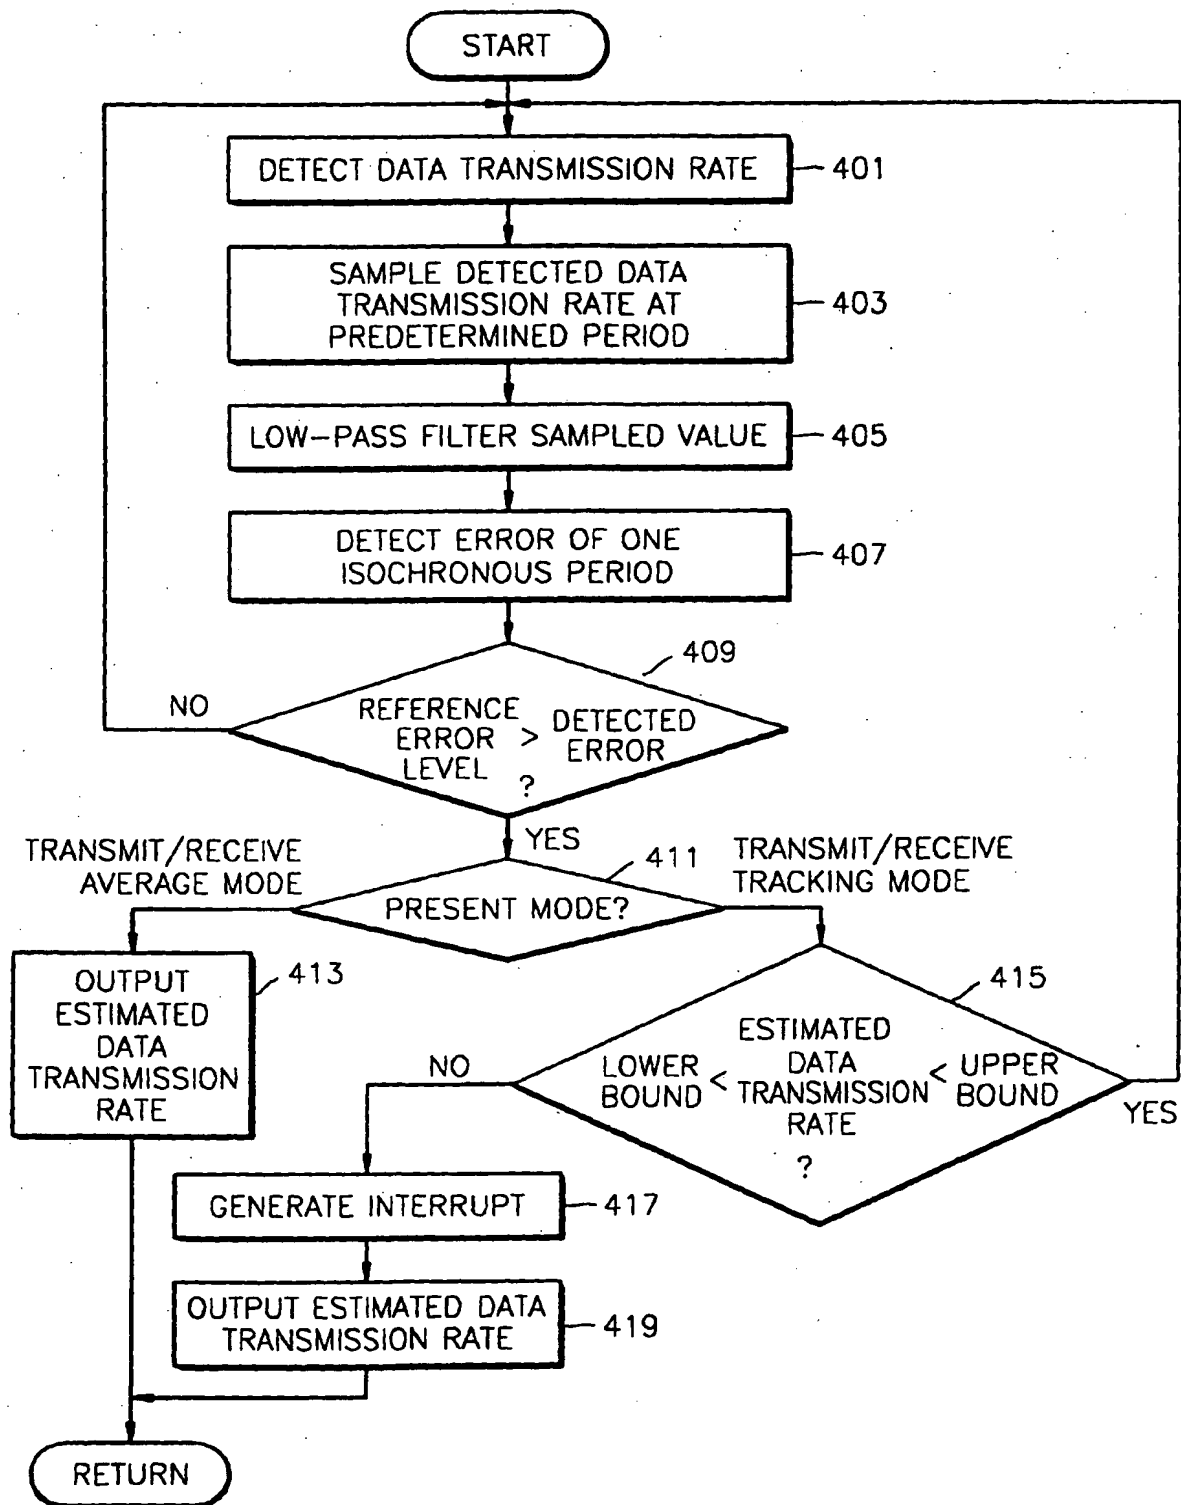 START
DETECT DATA TRANSMISSION RATE
401
SAMPLE DETECTED DATA
TRANSMISSION RATE AT
PREDETERMINED PERIOD
403
LOW-PASS FILTER SAMPLED VALUE
405
DETECT ERROR OF ONE
ISOCHRONOUS PERIOD
407
409
NO
REFERENCE
ERROR
LEVEL
>
DETECTED
ERROR
?
YES
TRANSMIT/RECEIVE
AVERAGE MODE
411
PRESENT MODE?
TRANSMIT/RECEIVE
TRACKING MODE
OUTPUT
ESTIMATED
DATA
TRANSMISSION
RATE
413
415
NO
LOWER
BOUND
<
ESTIMATED
DATA
TRANSMISSION
RATE
<
UPPER
BOUND
?
YES
GENERATE INTERRUPT
417
OUTPUT ESTIMATED DATA
TRANSMISSION RATE
419
RETURN